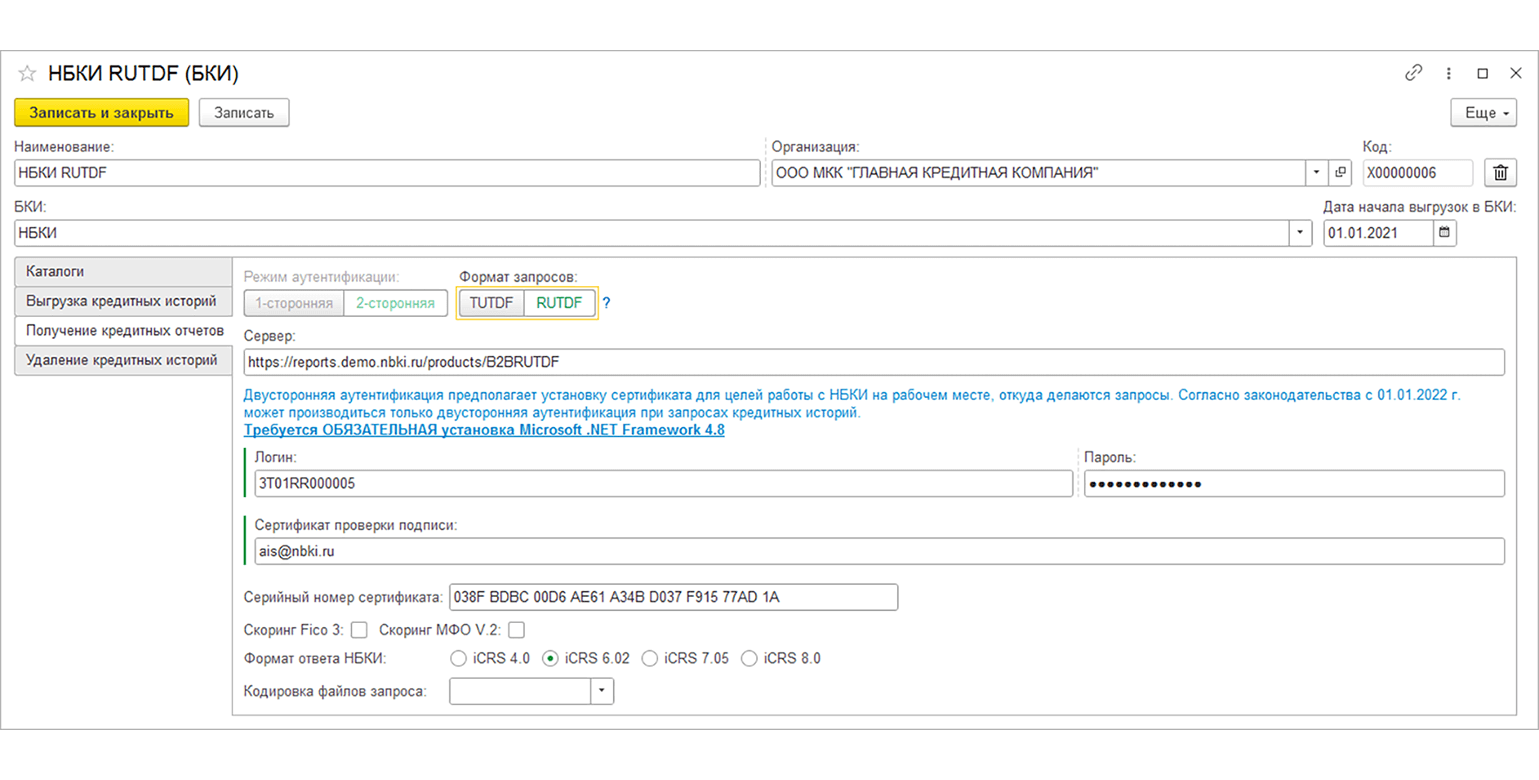 НБКИ RUTDF (БКИ)
Записать и закрыть Записать Еще
Наименование: Организация: Код:
НБКИ RUTDF ООО МКК "ГЛАВНАЯ КРЕДИТНАЯ КОМПАНИЯ" X00000006
БКИ: Дата начала выгрузок в БКИ:
НБКИ 01.01.2021
Каталоги
Выгрузка кредитных историй
Получение кредитных отчетов
Удаление кредитных историй
Режим аутентификации: Формат запросов:
1-сторонняя 2-сторонняя TUTDF RUTDF ?
Сервер:
https://reports.demo.nbki.ru/products/B2BRUTDF
Двусторонняя аутентификация предполагает установку сертификата для целей работы с НБКИ на рабочем месте, откуда делаются запросы. Согласно законодательства с 01.01.2022 г.
может производиться только двусторонняя аутентификация при запросах кредитных историй.
Требуется ОБЯЗАТЕЛЬНАЯ установка Microsoft .NET Framework 4.8
Логин: Пароль:
3T01RR000005 •••••••••••••
Сертификат проверки подписи:
ais@nbki.ru
Серийный номер сертификата: 038F BDBC 00D6 AE61 A34B D037 F915 77AD 1A
Скоринг Fico 3: Скоринг МФО V.2:
Формат ответа НБКИ: iCRS 4.0 iCRS 6.02 iCRS 7.05 iCRS 8.0
Кодировка файлов запроса: